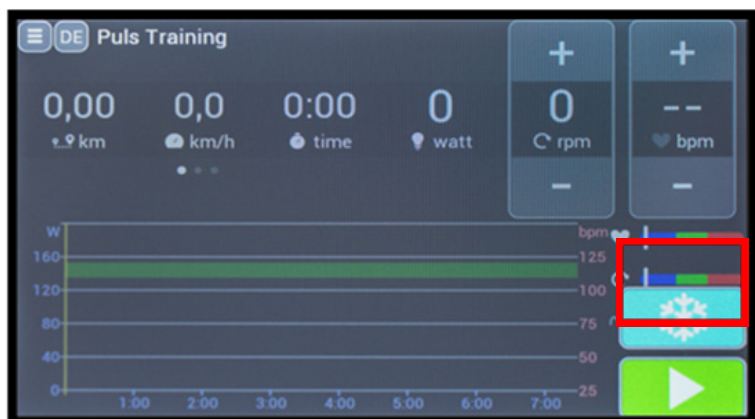 DE Puls Training
+ +
0,00 0,0 0:00 0 0 --
km km/h time watt rpm bpm
- -
W bpm
160 125
120 100
80 75
40 50
0 25
1:00 2:00 3:00 4:00 5:00 6:00 7:00